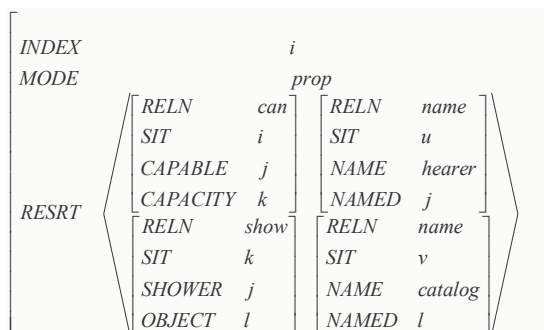 INDEX i
MODE prop
RELN can RELN name
SIT i SIT u
CAPABLE j NAME hearer
CAPACITY k NAMED j
RESRT
RELN show RELN name
SIT k SIT v
SHOWER j NAME catalog
OBJECT l NAMED l